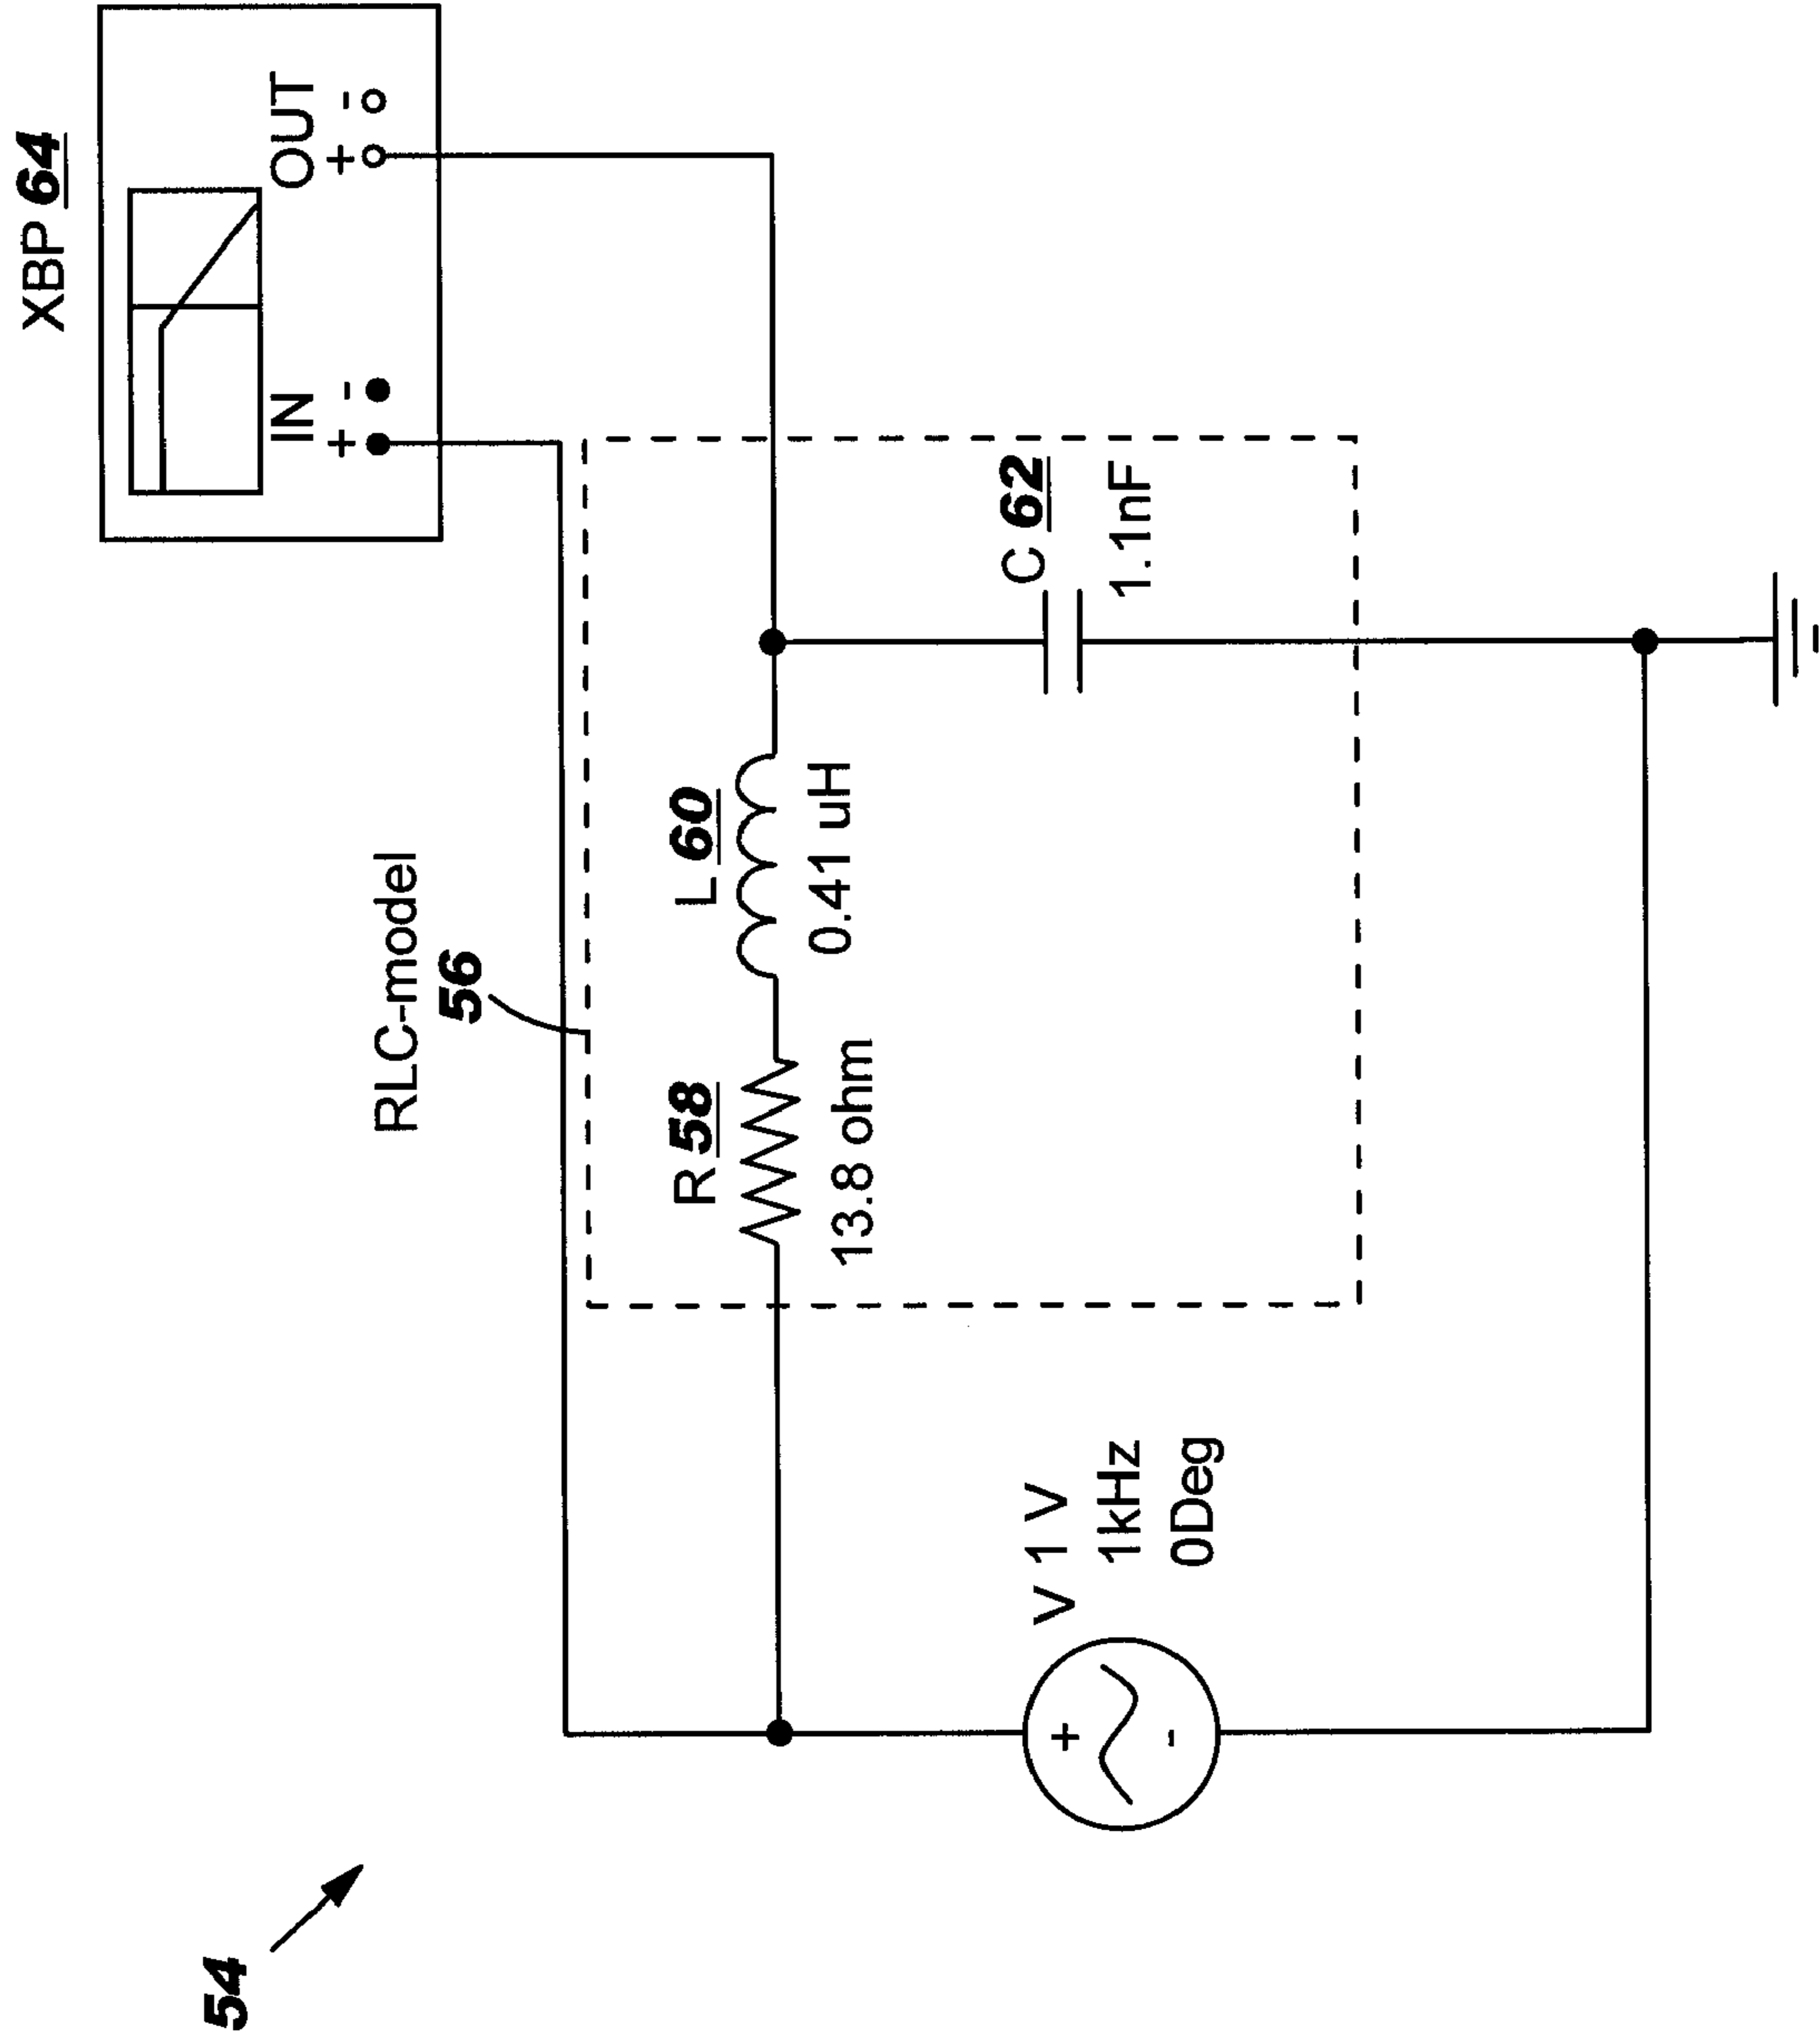 XBP 64
IN
+ -
OUT
+ -
RLC-model
56
R 58
13.8 ohm
L 60
0.41 uH
C 62
1.1nF
V 1 V
1kHz
0Deg
+
-
54